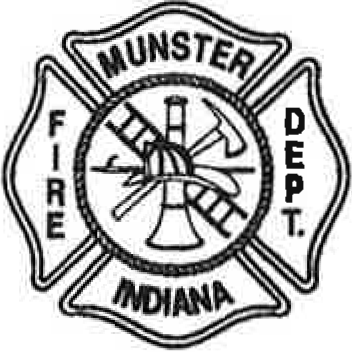 MUNSTER
FIRE
DEPT.
INDIANA